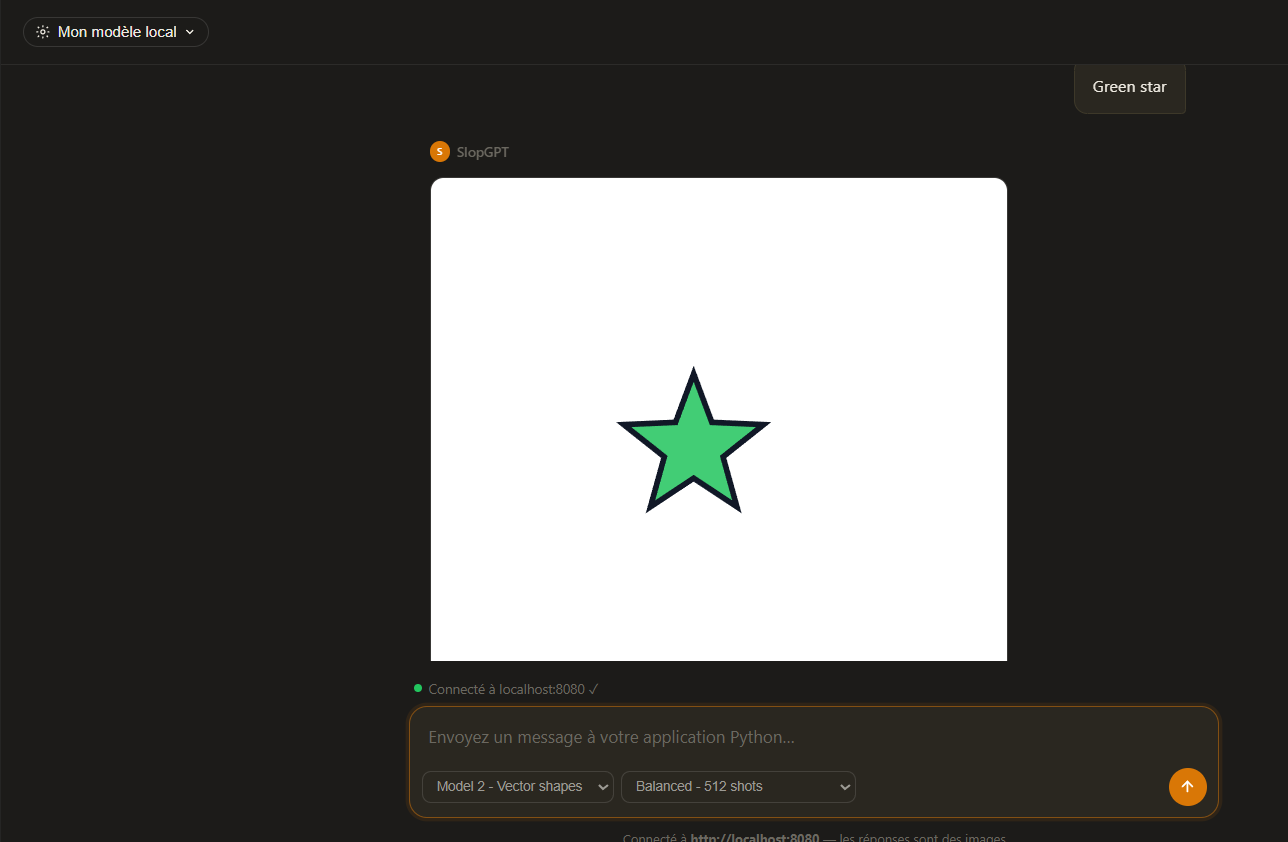 Mon modèle local
Green star
S SlopGPT
Connecté à localhost:8080 ✓
Envoyez un message à votre application Python...
Model 2 - Vector shapes
Balanced - 512 shots
Connecté à http://localhost:8080 — les réponses sont des images